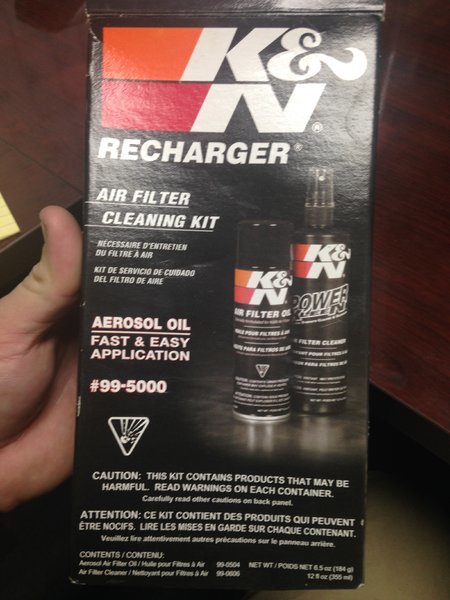 K&N®
RECHARGER®
AIR FILTER
CLEANING KIT
NÉCESSAIRE D'ENTRETIEN
DU FILTRE À AIR
KIT DE SERVICIO DE CUIDADO
DEL FILTRO DE AIRE
AEROSOL OIL
FAST & EASY
APPLICATION
#99-5000
K&N
AIR FILTER OIL
K&N
POWER
KLEEN
AIR FILTER CLEANER
CAUTION: THIS KIT CONTAINS PRODUCTS THAT MAY BE
HARMFUL. READ WARNINGS ON EACH CONTAINER.
Carefully read other cautions on back panel.
ATTENTION: CE KIT CONTIENT DES PRODUITS QUI PEUVENT
ÊTRE NOCIFS. LIRE LES MISES EN GARDE SUR CHAQUE CONTENANT.
Veuillez lire attentivement autres précautions sur le panneau arrière.
CONTENTS / CONTENU:
Aerosol Air Filter Oil / Huile pour Filtres à Air 99-0504 NET WT / POIDS NET 6.5 oz (184 g)
Air Filter Cleaner / Nettoyant pour Filtres à Air 99-0606 12 fl oz (355 ml)